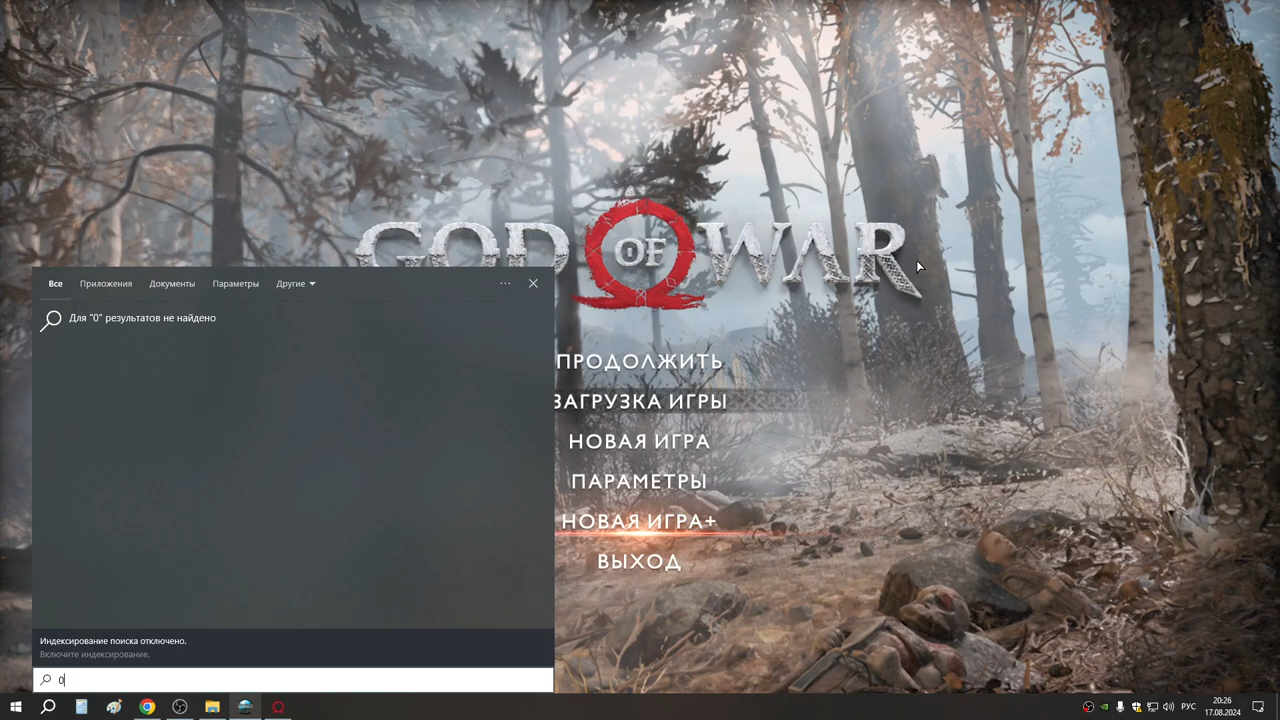 GOD OF WAR
Все Приложения Документы Параметры Другие ···
Для "0" результатов не найдено
ПРОДОЛЖИТЬ
ЗАГРУЗКА ИГРЫ
НОВАЯ ИГРА
ПАРАМЕТРЫ
НОВАЯ ИГРА+
ВЫХОД
Индексирование поиска отключено.
Включите индексирование.
0
РУС
20:26
17.08.2024